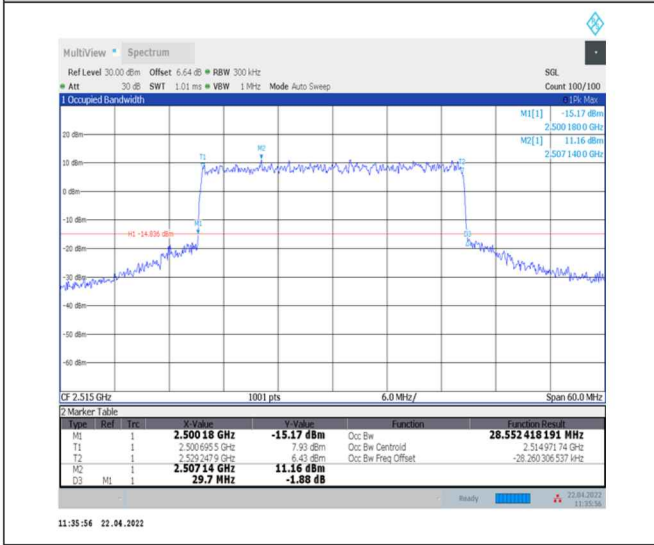 MultiView Spectrum
Ref Level 30.00 dBm Offset 6.64 dB RBW 300 kHz SGL
Att 30 dB SWT 1.01 ms VBW 1 MHz Mode Auto Sweep Count 100/100
1 Occupied Bandwidth 1Pk Max
M1[1] -15.17 dBm
2.500 180 0 GHz
M2[1] 11.16 dBm
2.507 140 0 GHz
20 dBm
M2
T1
10 dBm
0 dBm
-10 dBm
M1
H1 -14.836 dBm
D3
-20 dBm
-30 dBm
-40 dBm
-50 dBm
-60 dBm
CF 2.515 GHz 1001 pts 6.0 MHz/ Span 60.0 MHz
2 Marker Table
Type Ref Trc X-Value Y-Value Function Function Result
M1 1 2.500 18 GHz -15.17 dBm Occ Bw 28.552 418 191 MHz
T1 1 2.500 695 5 GHz 7.93 dBm Occ Bw Centroid 2.514 971 74 GHz
T2 1 2.529 247 9 GHz 6.43 dBm Occ Bw Freq Offset -28.260 306 537 kHz
M2 1 2.507 14 GHz 11.16 dBm
D3 M1 1 29.7 MHz -1.88 dB
Ready 22.04.2022
11:35:56
11:35:56 22.04.2022